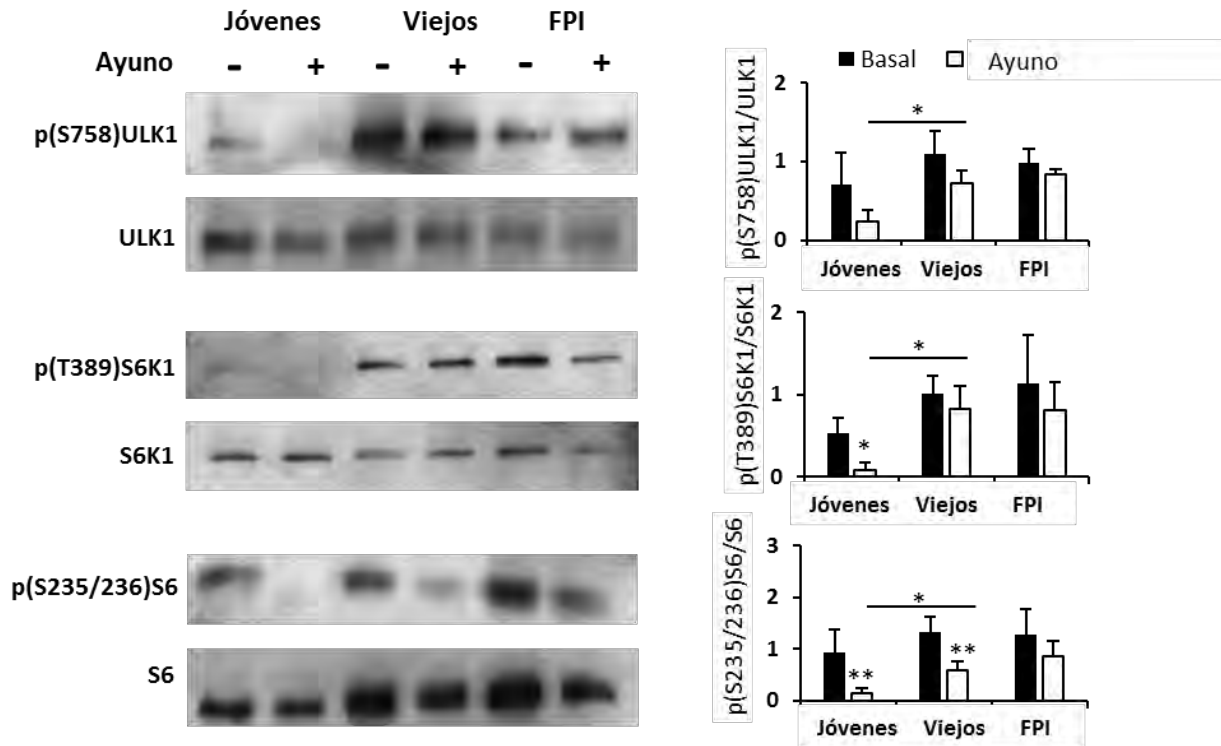 Jóvenes Viejos FPI
Ayuno - + - + - +
p(S758)ULK1
ULK1
p(T389)S6K1
S6K1
p(S235/236)S6
S6
Basal Ayuno
p(S758)ULK1/ULK1
2
1
0
*
Jóvenes Viejos FPI
p(T389)S6K1/S6K1
2
1
0
*
*
Jóvenes Viejos FPI
p(S235/236)S6/S6
3
2
1
0
*
** **
Jóvenes Viejos FPI